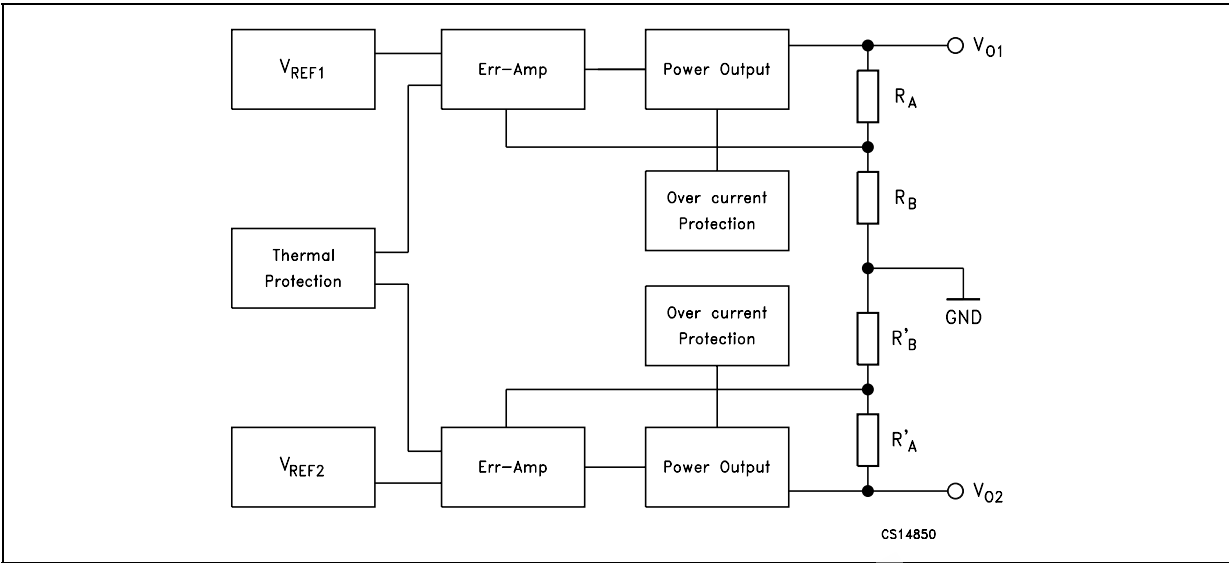 V_REF1
Err-Amp
Power Output
V_O1
R_A
Over current
Protection
R_B
Thermal
Protection
GND
Over current
Protection
R'_B
V_REF2
Err-Amp
Power Output
R'_A
V_O2
CS14850